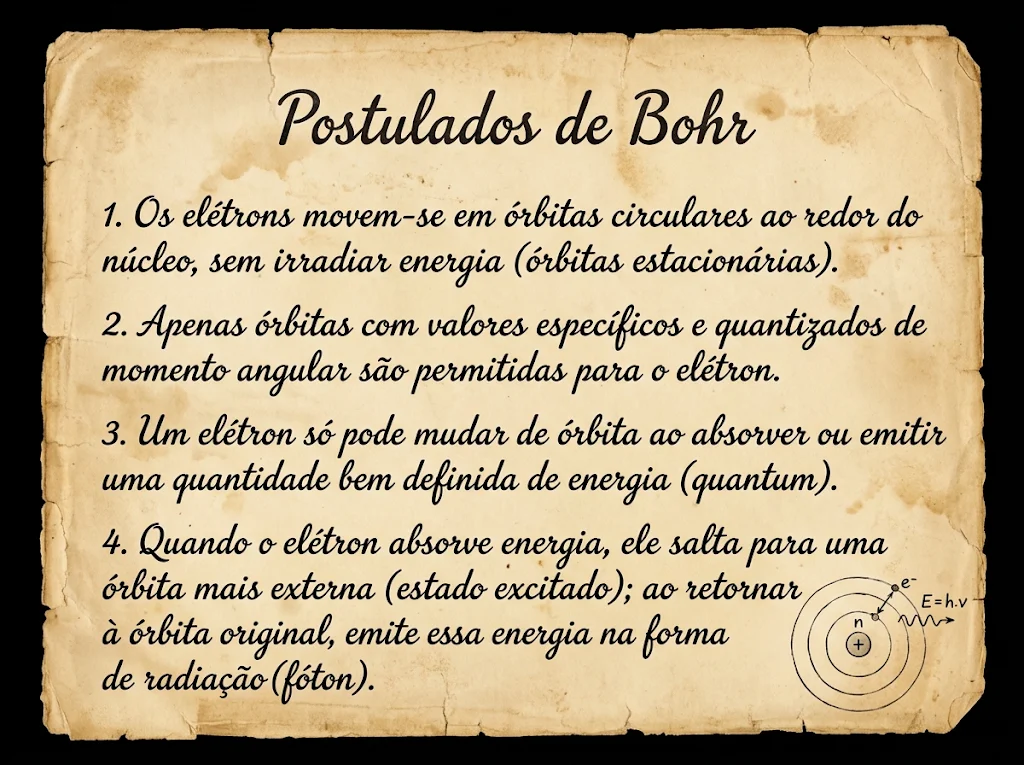 Postulados de Bohr
1. Os elétrons movem-se em órbitas circulares ao redor do
núcleo, sem irradiar energia (órbitas estacionárias).
2. Apenas órbitas com valores específicos e quantizados de
momento angular são permitidas para o elétron.
3. Um elétron só pode mudar de órbita ao absorver ou emitir
uma quantidade bem definida de energia (quantum).
4. Quando o elétron absorve energia, ele salta para uma
órbita mais externa (estado excitado); ao retornar
à órbita original, emite essa energia na forma
de radiação (fóton).
e-
E=h.ν
n
+